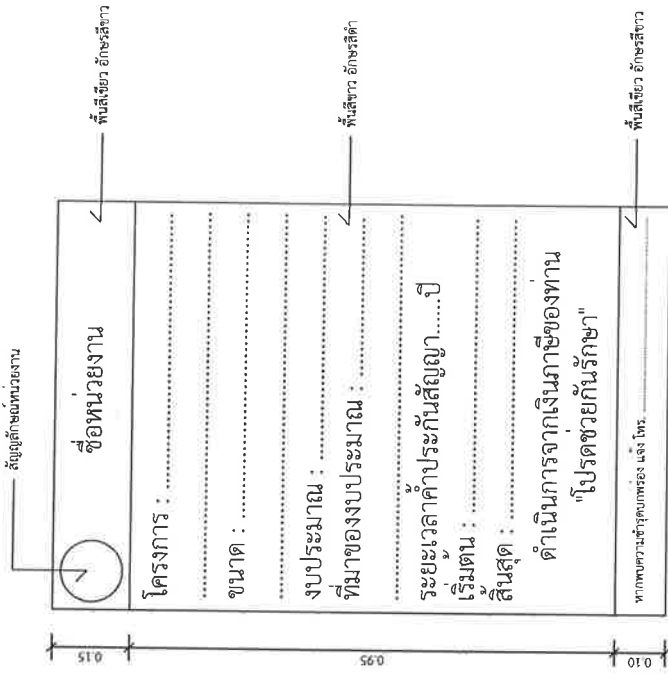 สัญญลักษณ์หน่วยงาน
ชื่อหน่วยงาน
พื้นสีเขียว อักษรสีขาว
โครงการ : ........................................
........................................
ขนาด : ........................................
........................................
งบประมาณ : ........................................
ที่มาของงบประมาณ : ........................................
........................................
พื้นสีขาว อักษรสีดำ
ระยะเวลาค้ำประกันสัญญา......ปี
เริ่มต้น : ........................................
สิ้นสุด : ........................................
ดำเนินการจากเงินภาษีของท่าน
"โปรดช่วยกันรักษา"
หากพบความชำรุดบกพร่อง แจ้ง โทร. ........................................
พื้นสีเขียว อักษรสีขาว
0.15
0.95
0.10